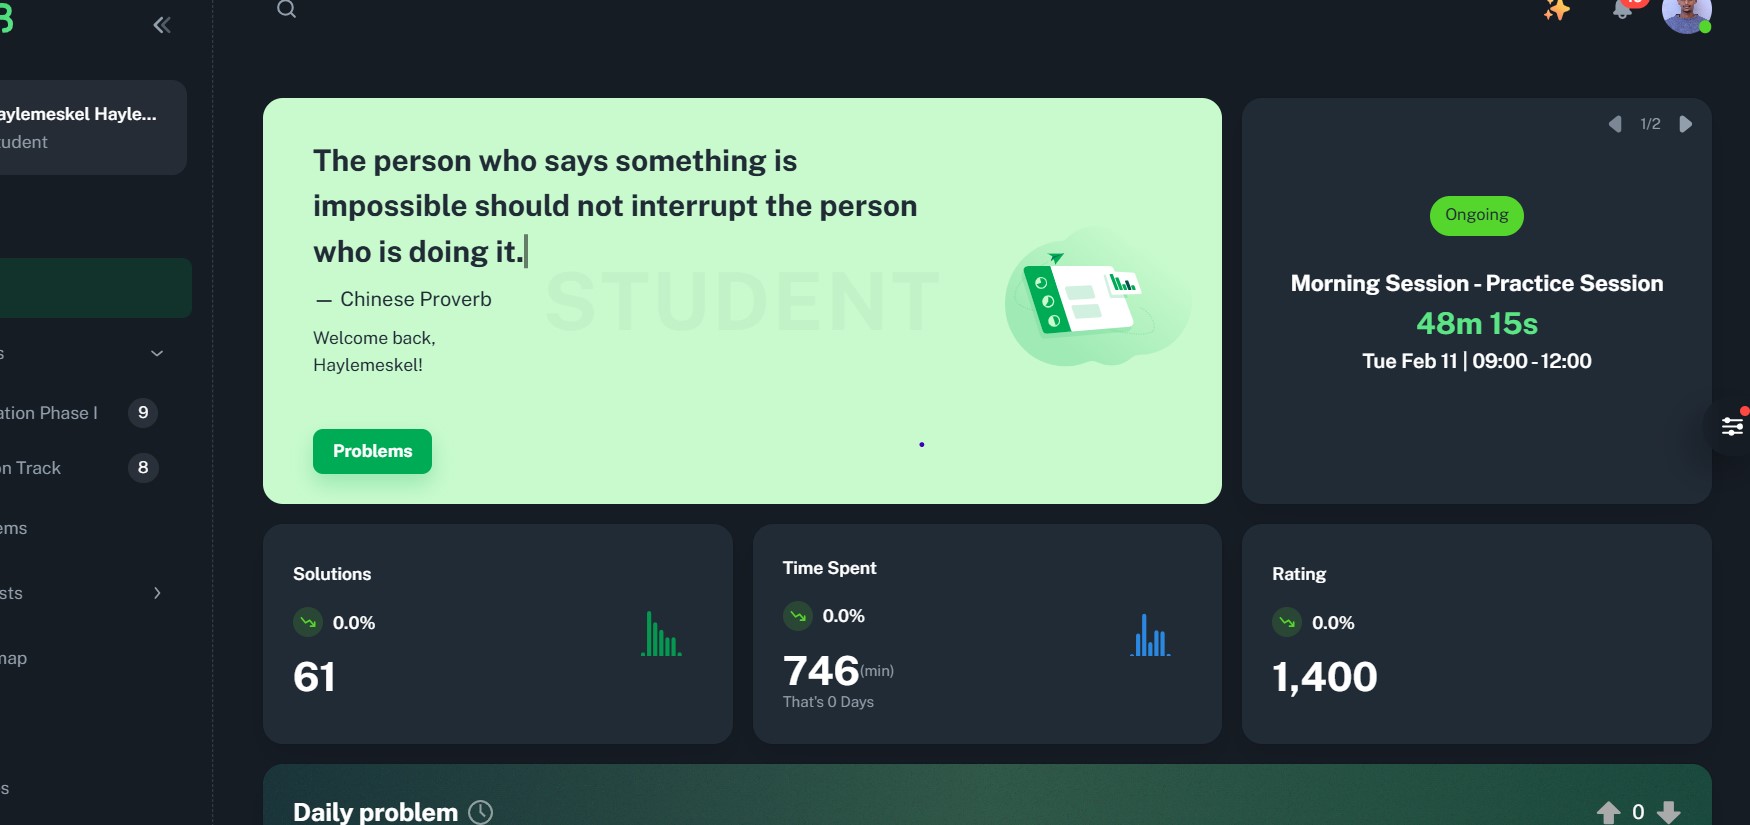 aylemeskel Hayle...
tudent
s
ation Phase I
9
on Track
8
ems
sts
map
s
The person who says something is
impossible should not interrupt the person
who is doing it.
— Chinese Proverb
STUDENT
Welcome back,
Haylemeskel!
Problems
1/2
Ongoing
Morning Session - Practice Session
48m 15s
Tue Feb 11 | 09:00 - 12:00
Solutions
0.0%
61
Time Spent
0.0%
746(min)
That's 0 Days
Rating
0.0%
1,400
Daily problem
0